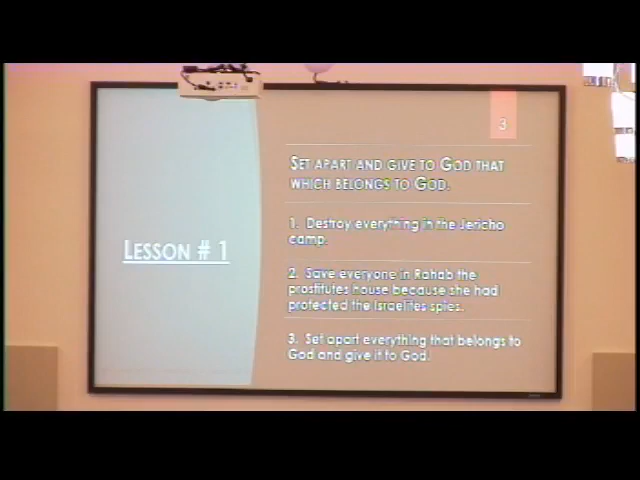 3
SET APART AND GIVE TO GOD THAT
WHICH BELONGS TO GOD.
LESSON # 1
1. Destroy everything in the Jericho
camp.
2. Save everyone in Rahab the
prostitutes house because she had
protected the Israelites spies.
3. Set apart everything that belongs to
God and give it to God.